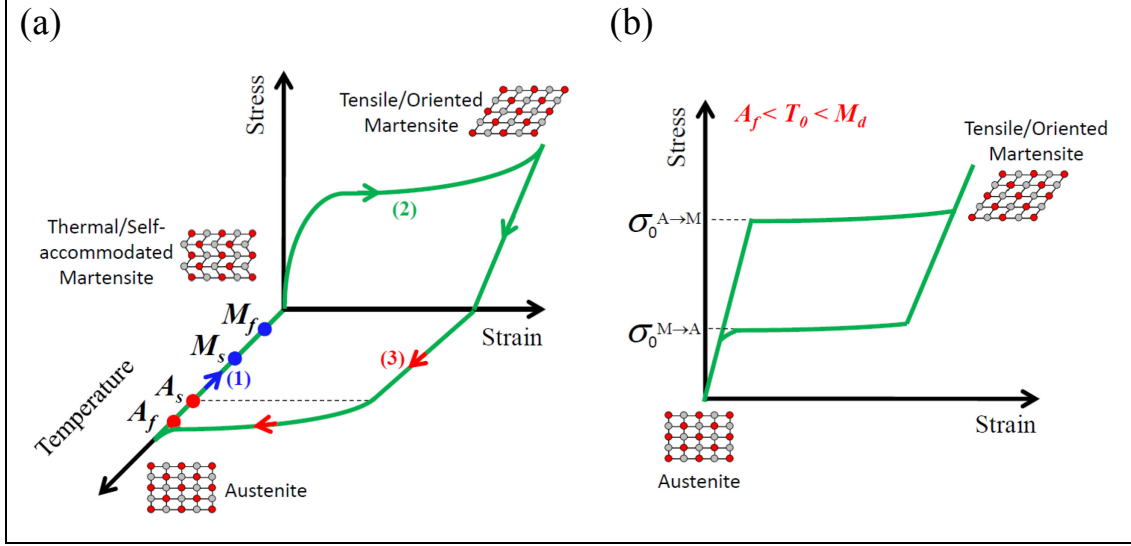 (a)
Stress
Tensile/Oriented
Martensite
(2)
Thermal/Self-
accommodated
Martensite
M_f
M_s
(1)
A_s
A_f
(3)
Strain
Temperature
Austenite
(b)
Stress
A_f < T_0 < M_d
Tensile/Oriented
Martensite
σ_0^{A→M}
σ_0^{M→A}
Strain
Austenite